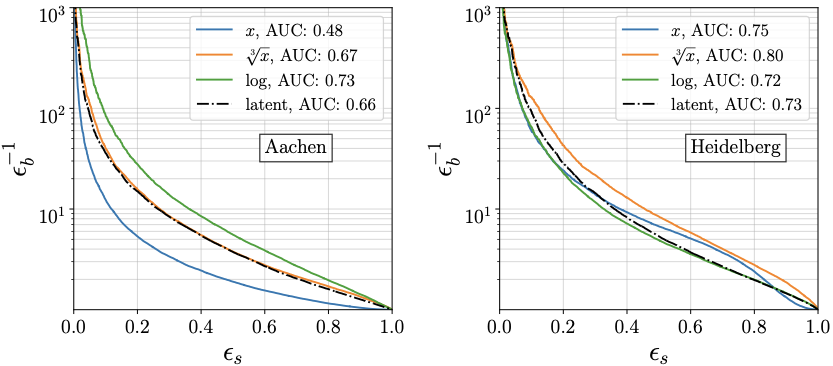 10³
10²
10¹
ϵ_b⁻¹
x, AUC: 0.48
∛x, AUC: 0.67
log, AUC: 0.73
latent, AUC: 0.66
Aachen
0.0 0.2 0.4 0.6 0.8 1.0
ϵ_s
10³
10²
10¹
ϵ_b⁻¹
x, AUC: 0.75
∛x, AUC: 0.80
log, AUC: 0.72
latent, AUC: 0.73
Heidelberg
0.0 0.2 0.4 0.6 0.8 1.0
ϵ_s